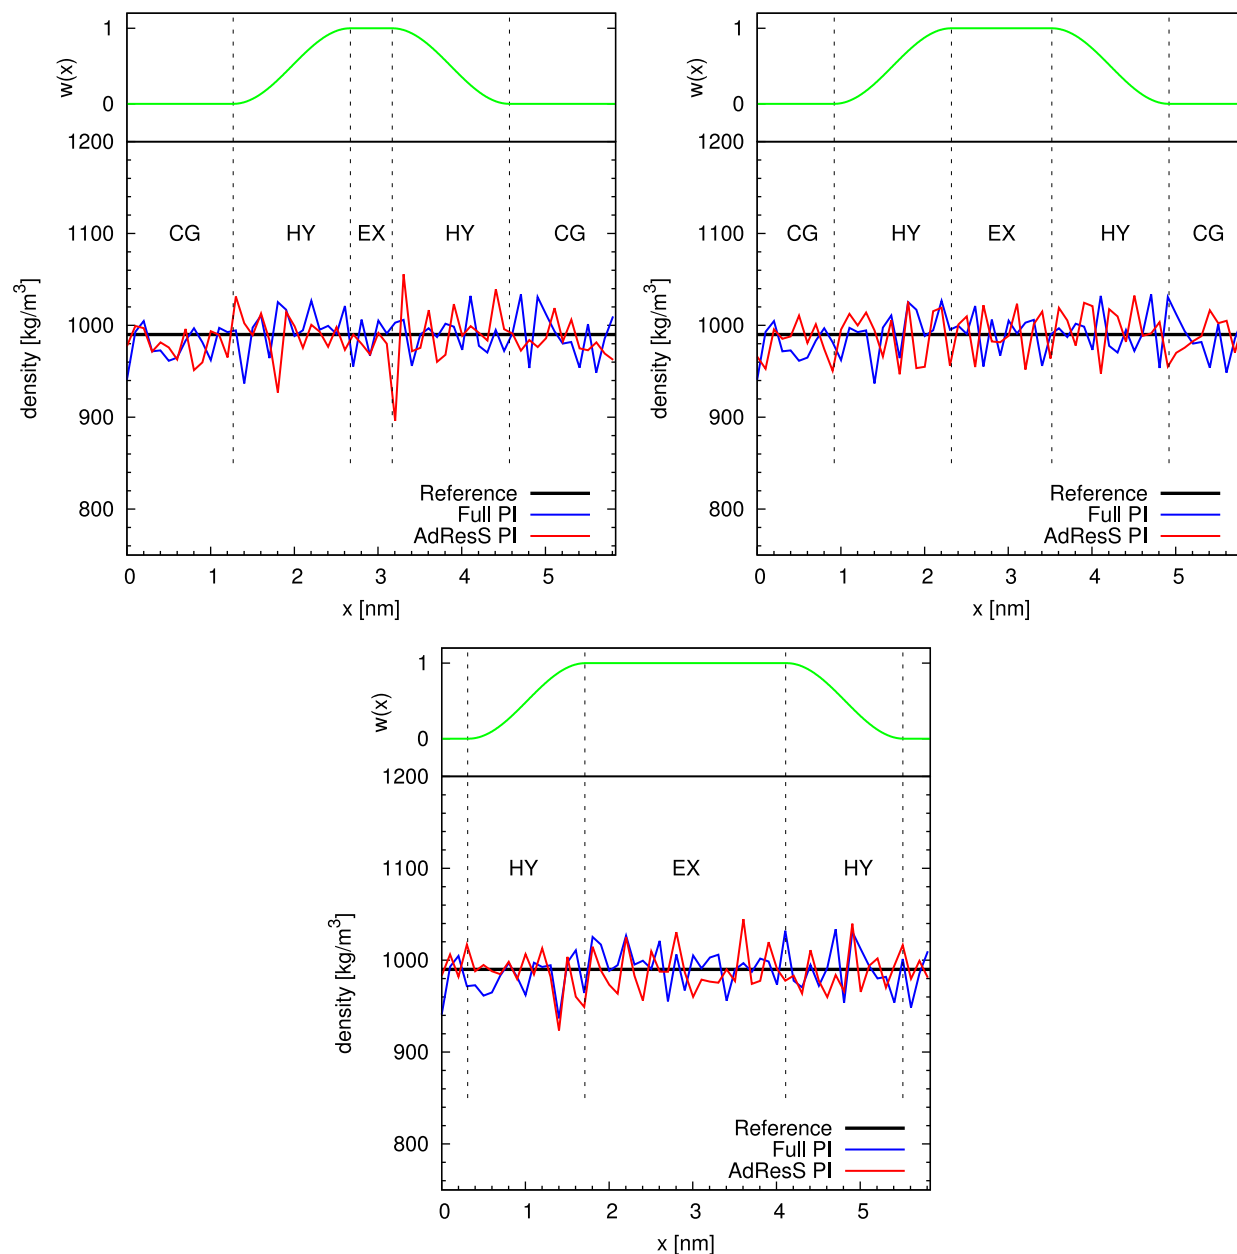 1
0
w(x)
1200
1100
1000
900
800
density [kg/m³]
CG HY EX HY CG
Reference
Full PI
AdResS PI
0 1 2 3 4 5
x [nm]
1
0
w(x)
1200
1100
1000
900
800
density [kg/m³]
CG HY EX HY CG
Reference
Full PI
AdResS PI
0 1 2 3 4 5
x [nm]
1
0
w(x)
1200
1100
1000
900
800
density [kg/m³]
HY EX HY
Reference
Full PI
AdResS PI
0 1 2 3 4 5
x [nm]